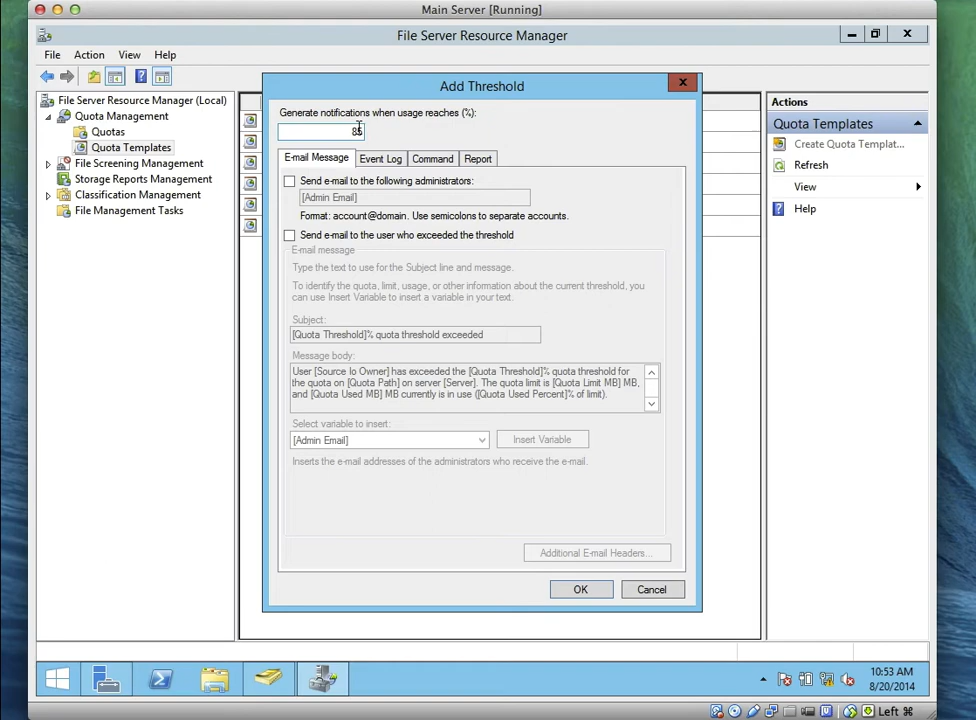 Main Server [Running]
File Server Resource Manager
File Action View Help
File Server Resource Manager (Local)
Quota Management
Quotas
Quota Templates
File Screening Management
Storage Reports Management
Classification Management
File Management Tasks
Add Threshold
Generate notifications when usage reaches (%):
85
E-mail Message Event Log Command Report
Send e-mail to the following administrators:
[Admin Email]
Format: account@domain. Use semicolons to separate accounts.
Send e-mail to the user who exceeded the threshold
E-mail message
Type the text to use for the Subject line and message.
To identify the quota, limit, usage, or other information about the current threshold, you
can use Insert Variable to insert a variable in your text.
Subject:
[Quota Threshold]% quota threshold exceeded
Message body:
User [Source Io Owner] has exceeded the [Quota Threshold]% quota threshold for
the quota on [Quota Path] on server [Server]. The quota limit is [Quota Limit MB] MB,
and [Quota Used MB] MB currently is in use ([Quota Used Percent]% of limit).
Select variable to insert:
[Admin Email] Insert Variable
Inserts the e-mail addresses of the administrators who receive the e-mail.
Additional E-mail Headers...
OK Cancel
Actions
Quota Templates
Create Quota Templat...
Refresh
View
Help
10:53 AM
8/20/2014
Left ⌘